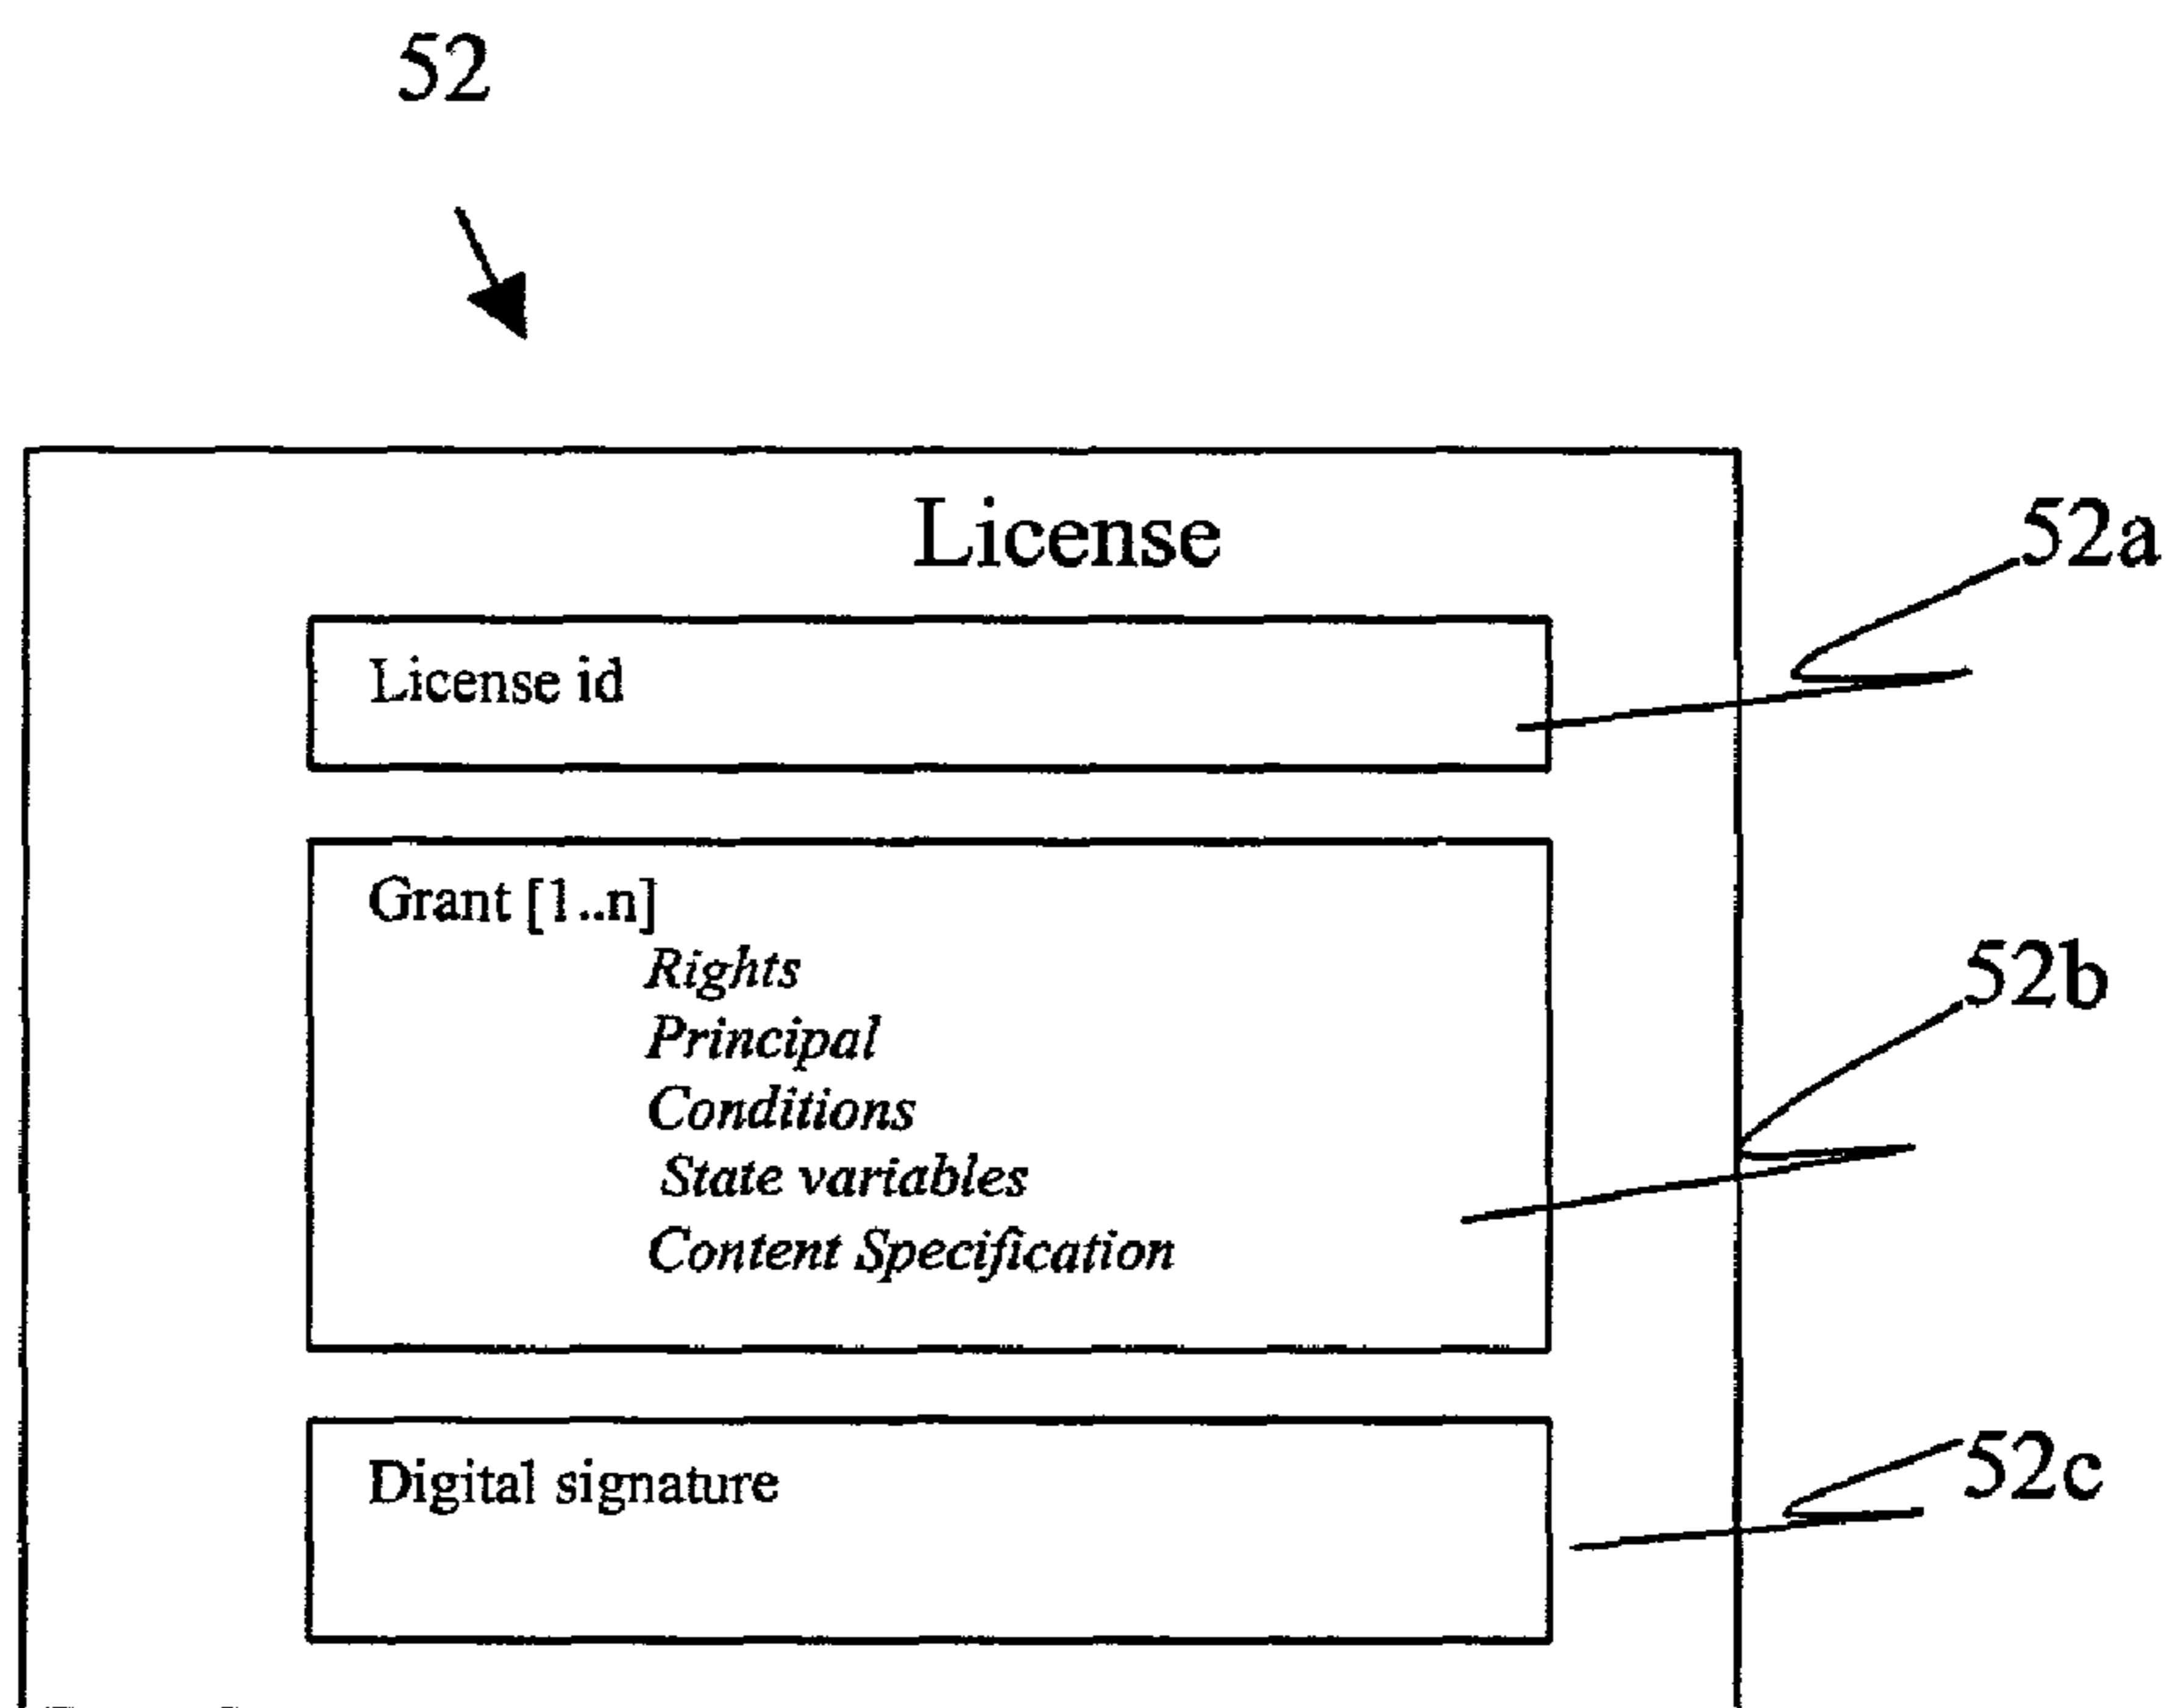 52
License
52a
License id
Grant [1..n]
Rights
52b
Principal
Conditions
State variables
Content Specification
52c
Digital signature